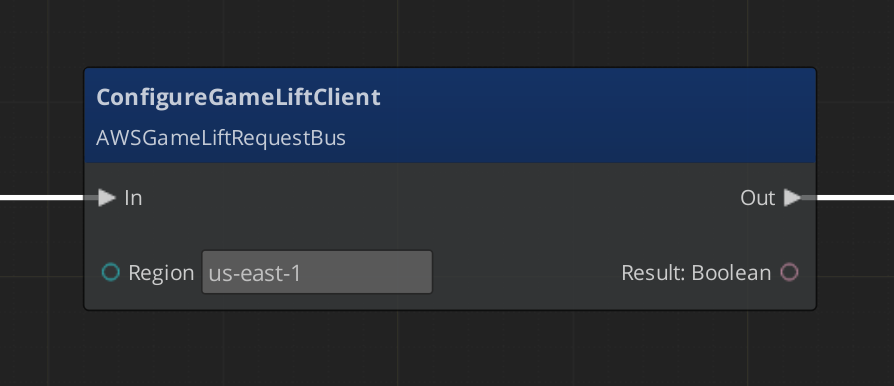 ConfigureGameLiftClient
AWSGameLiftRequestBus
In Out
Region us-east-1 Result: Boolean